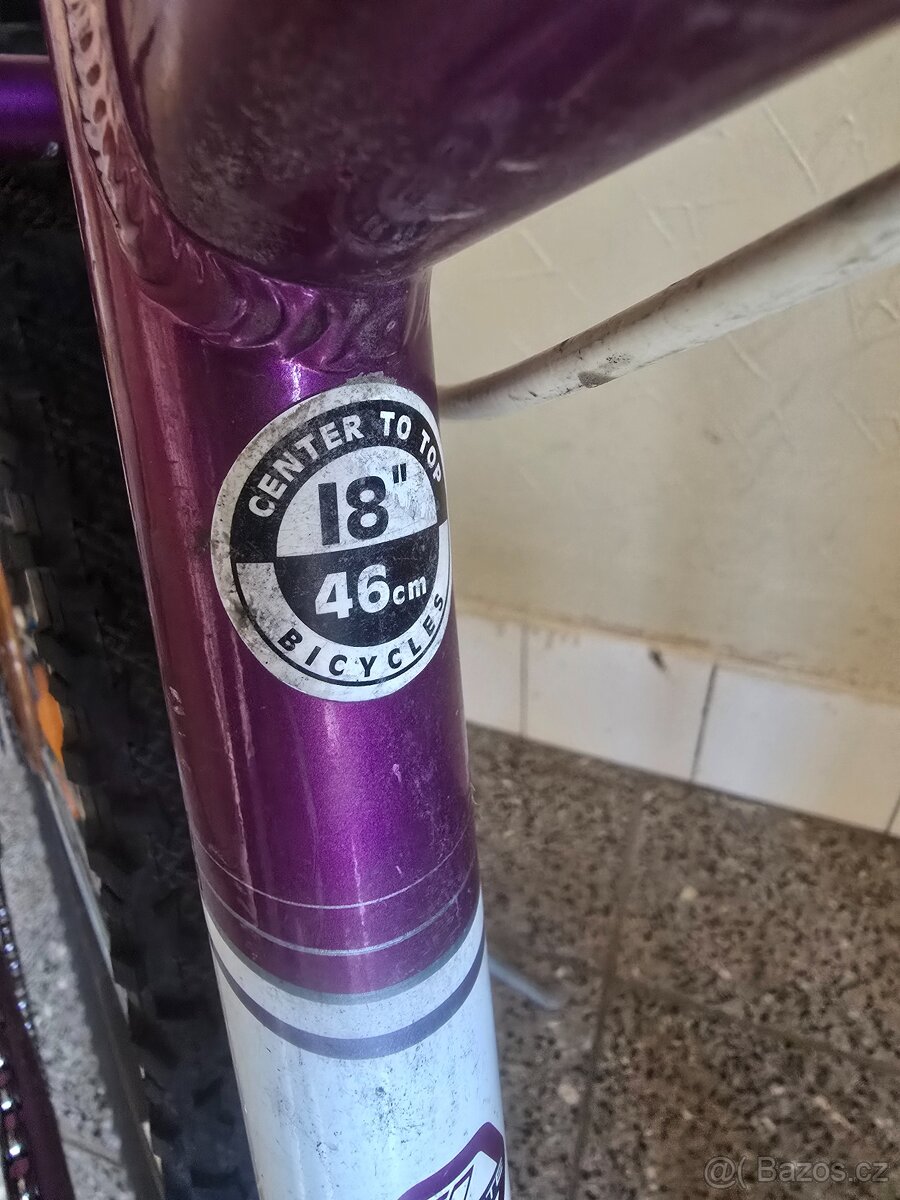 CENTER TO TOP
18"
46cm
BICYCLES
@( Bazos.cz